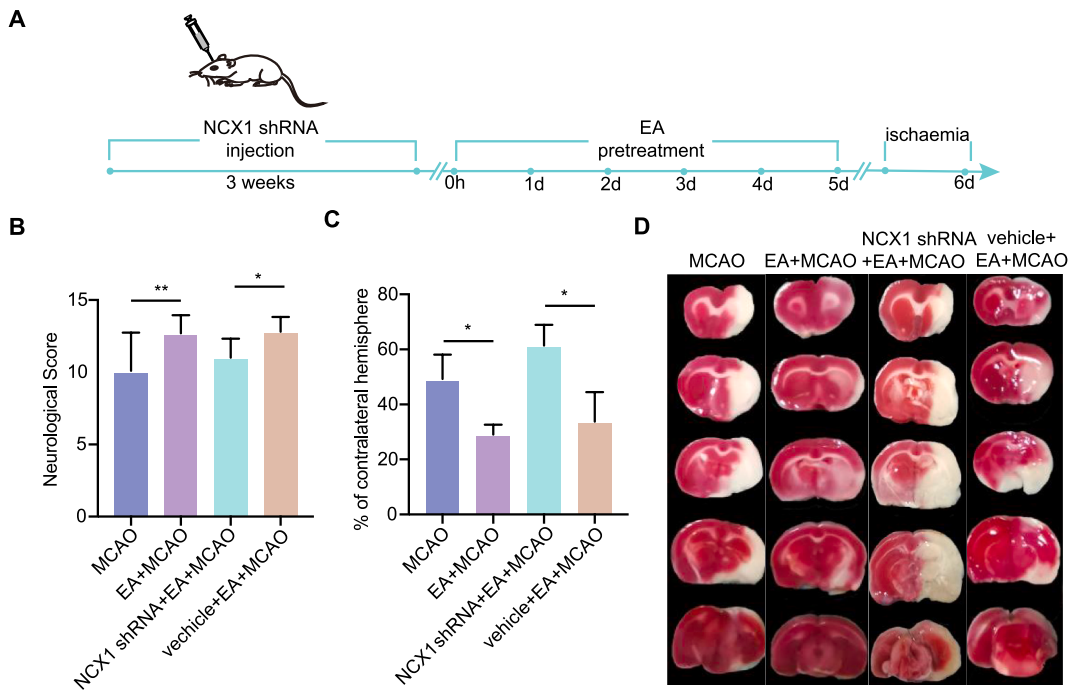 A
NCX1 shRNA
injection
3 weeks
EA
pretreatment
ischaemia
0h
1d
2d
3d
4d
5d
6d
B
Neurological Score
15
10
5
0
**
*
MCAO
EA+MCAO
NCX1 shRNA+EA+MCAO
vechicle+EA+MCAO
C
% of contralateral hemisphere
80
60
40
20
0
*
*
MCAO
EA+MCAO
NCX1shRNA+EA+MCAO
vehicle+EA+MCAO
D
MCAO
EA+MCAO
NCX1 shRNA
+EA+MCAO
vehicle+
EA+MCAO